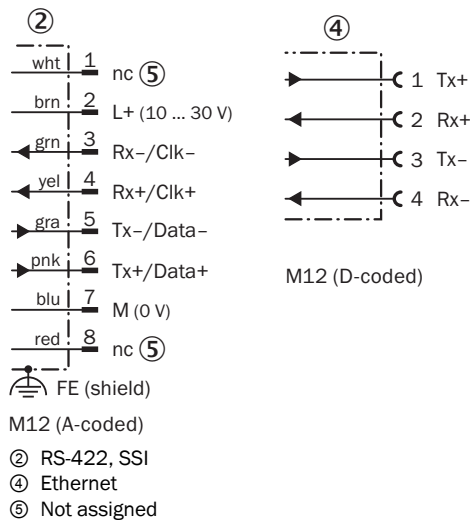 ②
wht 1 nc ⑤
brn 2 L+ (10 ... 30 V)
grn 3 Rx−/Clk−
yel 4 Rx+/Clk+
gra 5 Tx−/Data−
pnk 6 Tx+/Data+
blu 7 M (0 V)
red 8 nc ⑤
FE (shield)
M12 (A-coded)
④
1 Tx+
2 Rx+
3 Tx−
4 Rx−
M12 (D-coded)
② RS-422, SSI
④ Ethernet
⑤ Not assigned